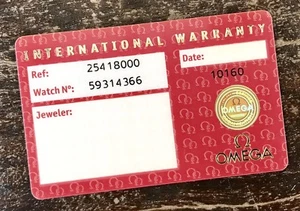 INTERNATIONAL WARRANTY
Ref: 25418000
Watch Nº: 59314366
Date:
10160
Jeweler:
OMEGA
OMEGA